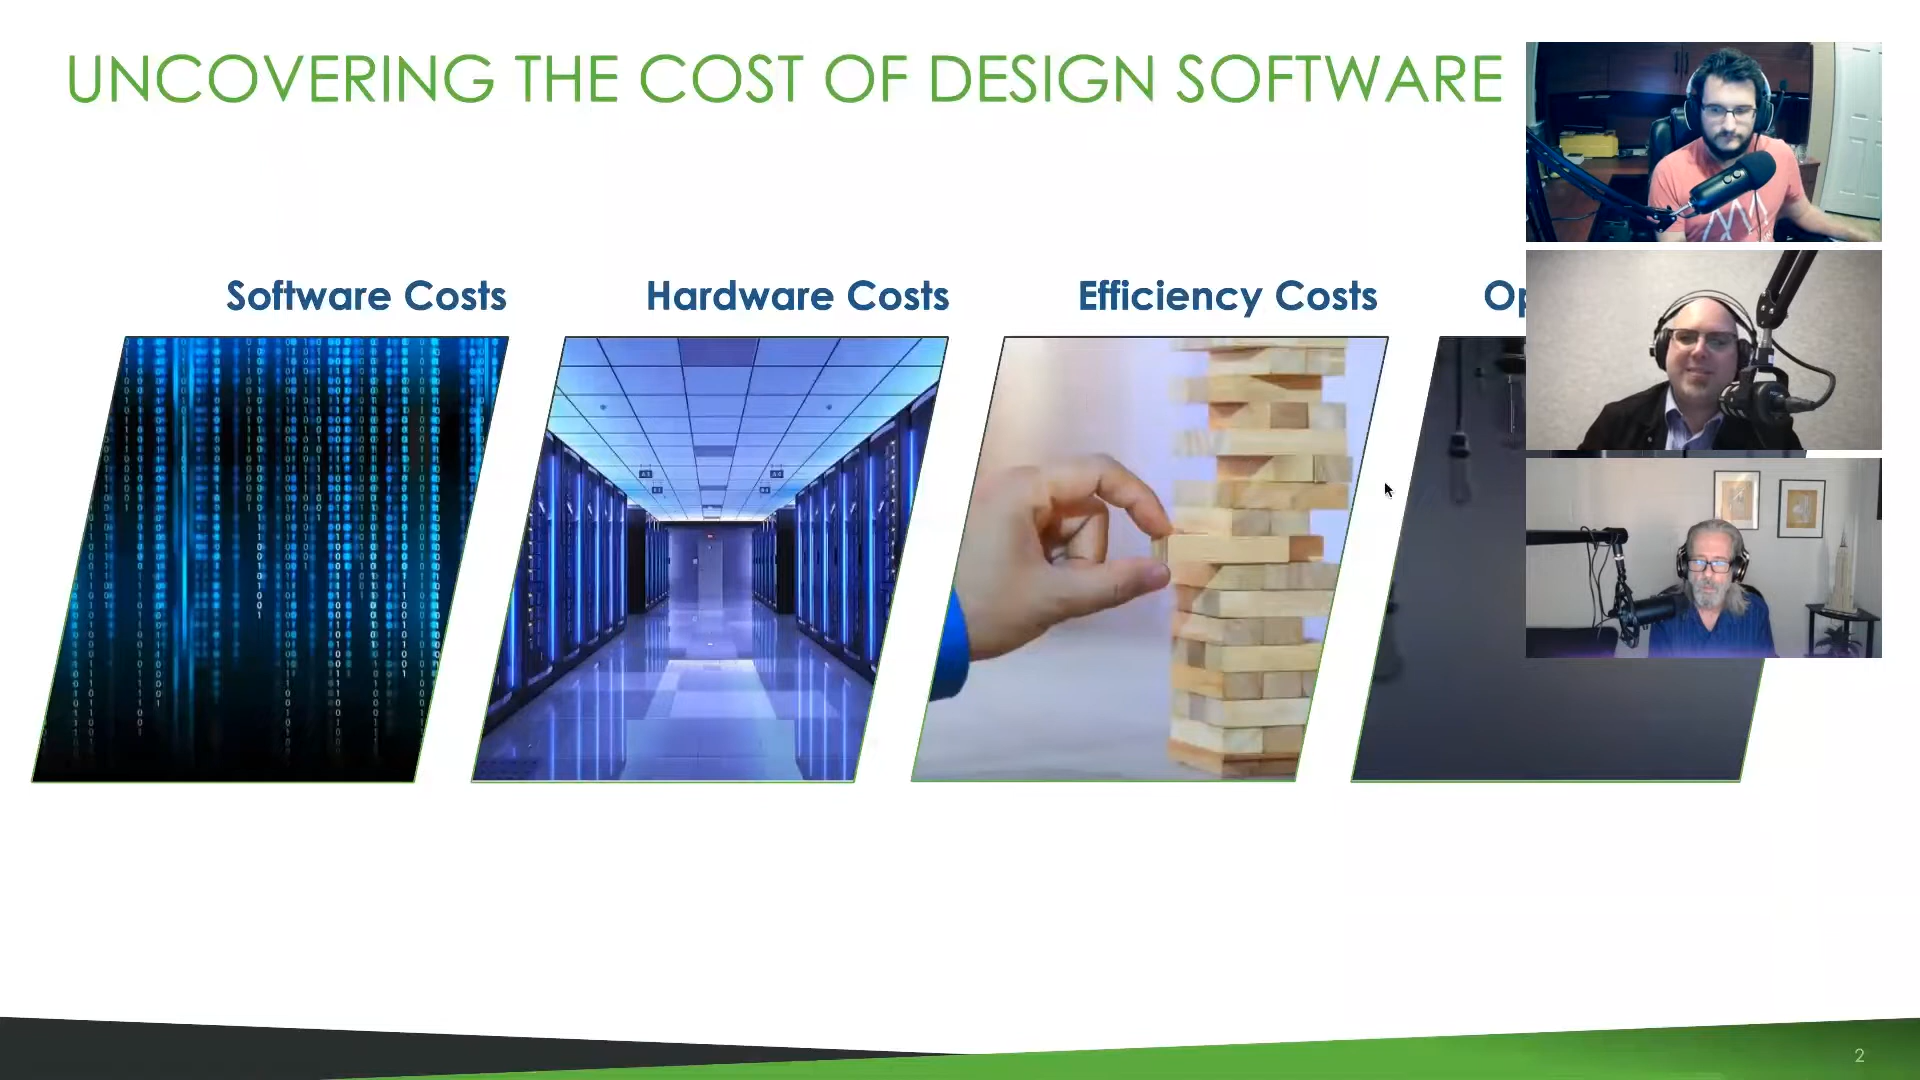 UNCOVERING THE COST OF DESIGN SOFTWARE
Software Costs
Hardware Costs
Efficiency Costs
2